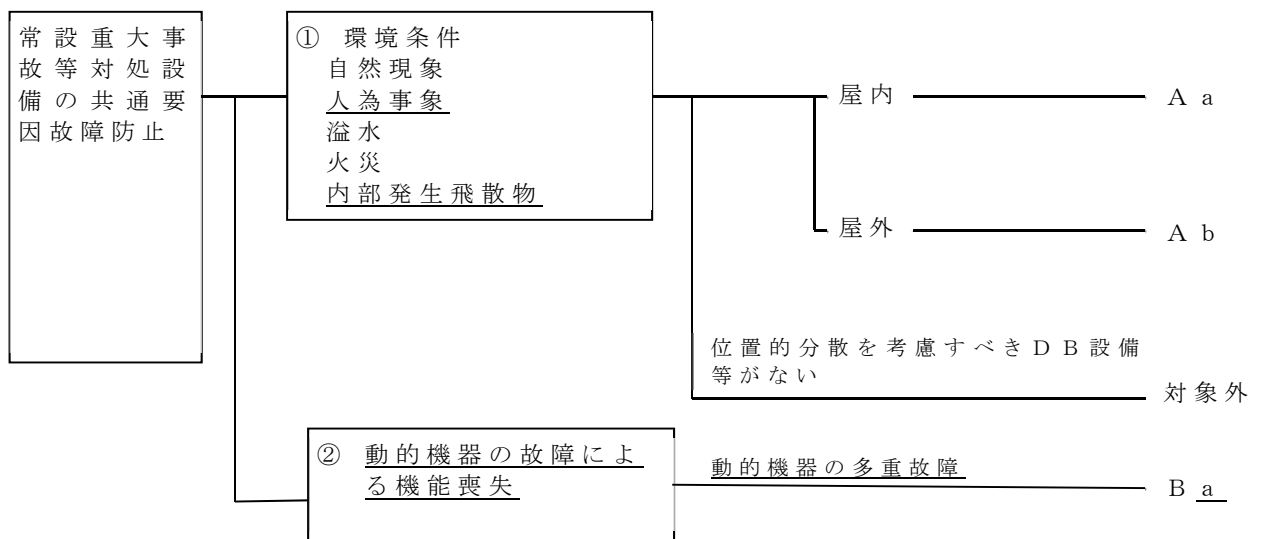 常設重大事
故等対処設
備の共通要
因故障防止
① 環境条件
自然現象
人為事象
溢水
火災
内部発生飛散物
屋内
Aa
屋外
Ab
位置的分散を考慮すべきDB設備
等がない
対象外
② 動的機器の故障によ
る機能喪失
動的機器の多重故障
Ba